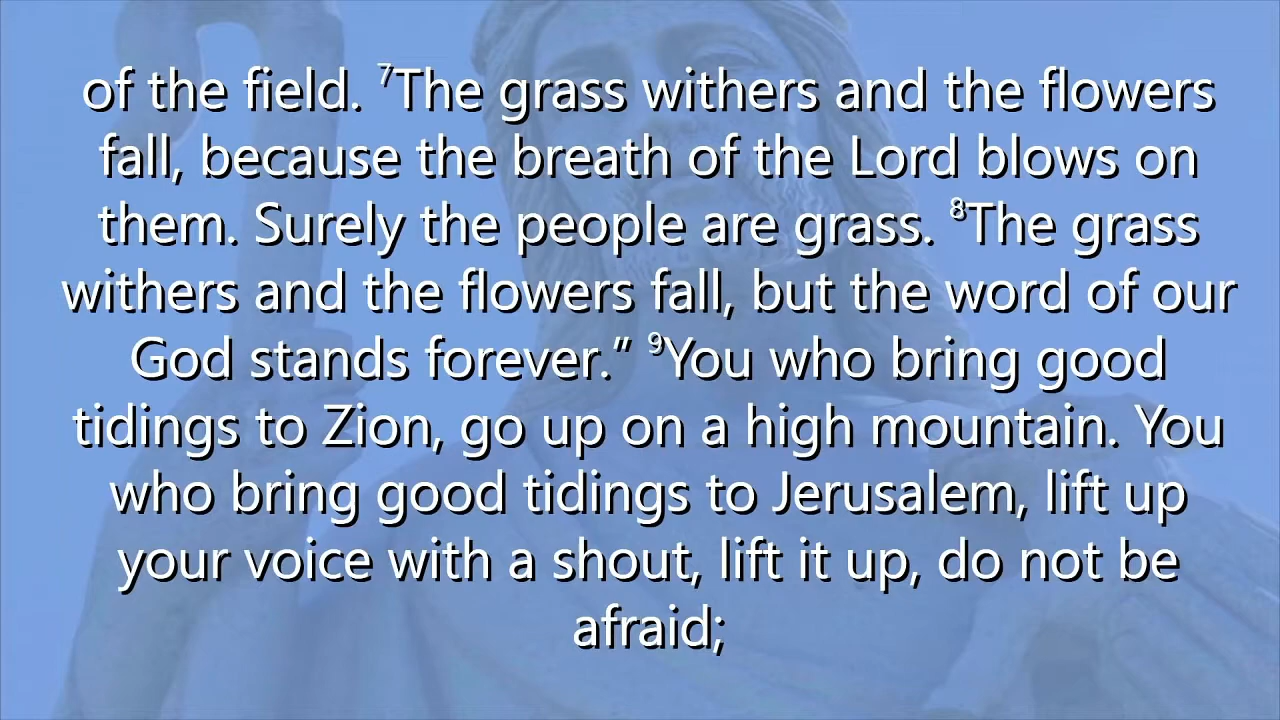 of the field. ⁷The grass withers and the flowers
fall, because the breath of the Lord blows on
them. Surely the people are grass. ⁸The grass
withers and the flowers fall, but the word of our
God stands forever.” ⁹You who bring good
tidings to Zion, go up on a high mountain. You
who bring good tidings to Jerusalem, lift up
your voice with a shout, lift it up, do not be
afraid;